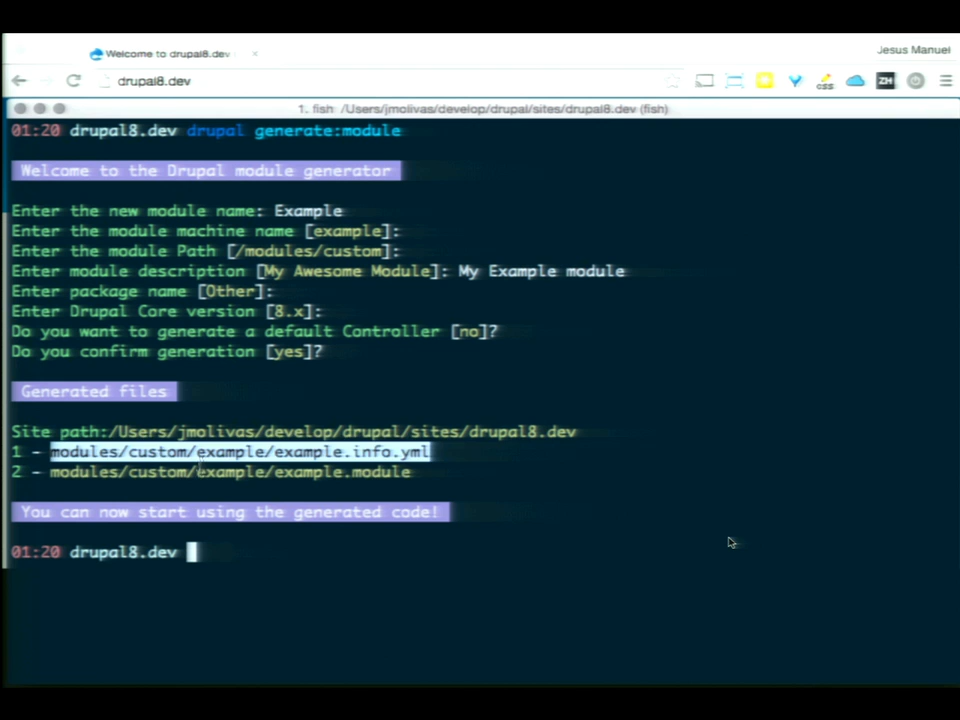 Welcome to drupal8.dev
Jesus Manuel
drupal8.dev
css
ZH
1. fish /Users/jmolivas/develop/drupal/sites/drupal8.dev (fish)
01:20 drupal8.dev drupal generate:module
Welcome to the Drupal module generator
Enter the new module name: Example
Enter the module machine name [example]:
Enter the module Path [/modules/custom]:
Enter module description [My Awesome Module]: My Example module
Enter package name [Other]:
Enter Drupal Core version [8.x]:
Do you want to generate a default Controller [no]?
Do you confirm generation [yes]?
Generated files
Site path:/Users/jmolivas/develop/drupal/sites/drupal8.dev
1 - modules/custom/example/example.info.yml
2 - modules/custom/example/example.module
You can now start using the generated code!
01:20 drupal8.dev